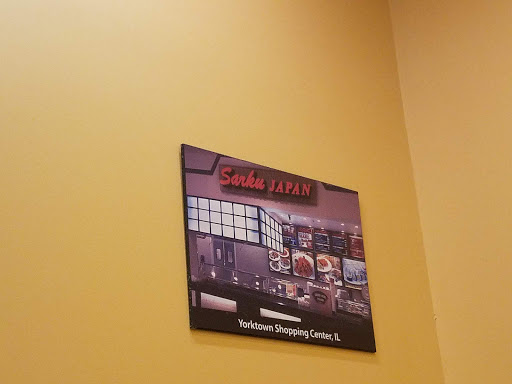 Sarku JAPAN
Yorktown Shopping Center, IL